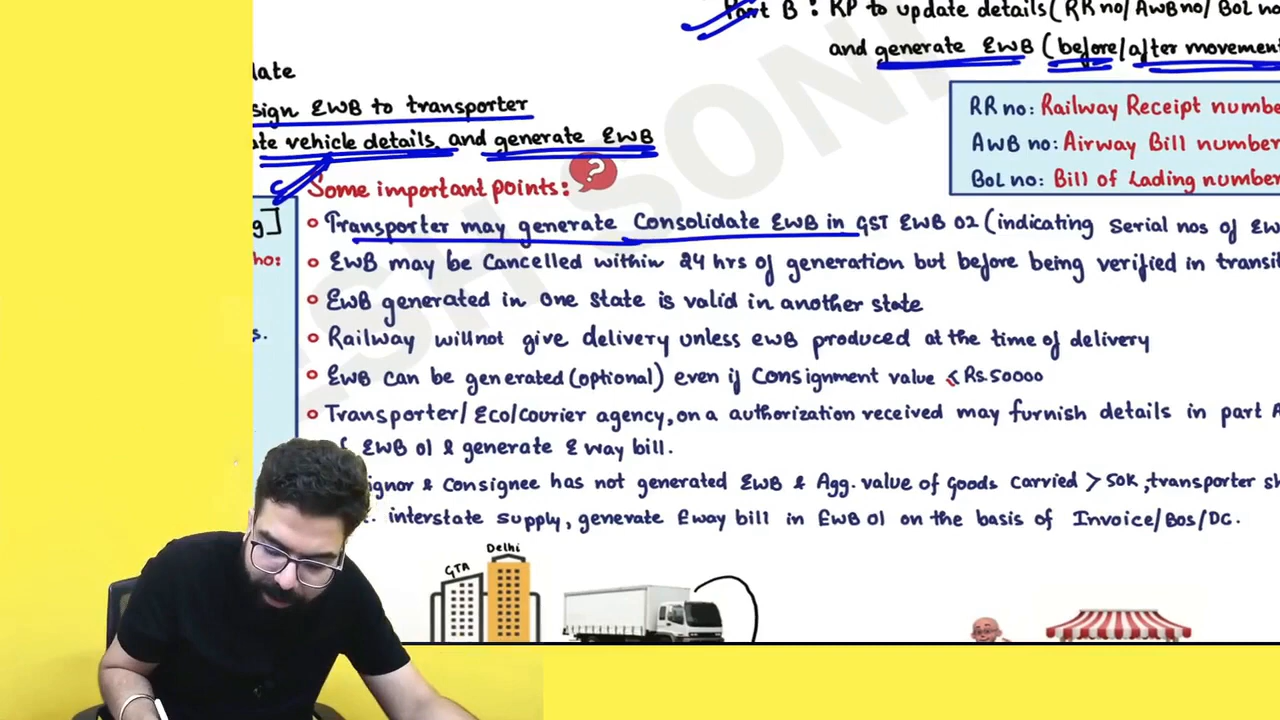 Part B : RP to update details (RR no/ AWB no/ BoL no
and generate EWB (before/after movement
date
sign EWB to transporter
te vehicle details, and generate EWB
RR no: Railway Receipt numbe
AWB no: Airway Bill number
BoL no: Bill of Lading number
Some important points:
?
g]
Transporter may generate Consolidate EWB in GST EWB 02 (indicating Serial nos of EW
ho:
EWB may be Cancelled within 24 hrs of generation but before being verified in transit
EWB generated in one state is valid in another state
s.
Railway will not give delivery unless ewB produced at the time of delivery
EWB can be generated (optional) even if Consignment value < Rs.50000
Transporter/ Eco/Courier agency, on a authorization received may furnish details in part A
EWB 01 & generate E way bill.
ignor & Consignee has not generated EWB & Agg. value of Goods Carried > 50K, transporter sh
interstate supply, generate Eway bill in EWB 01 on the basis of Invoice/Bos/DC.
GTA
Delhi
ISH SONI